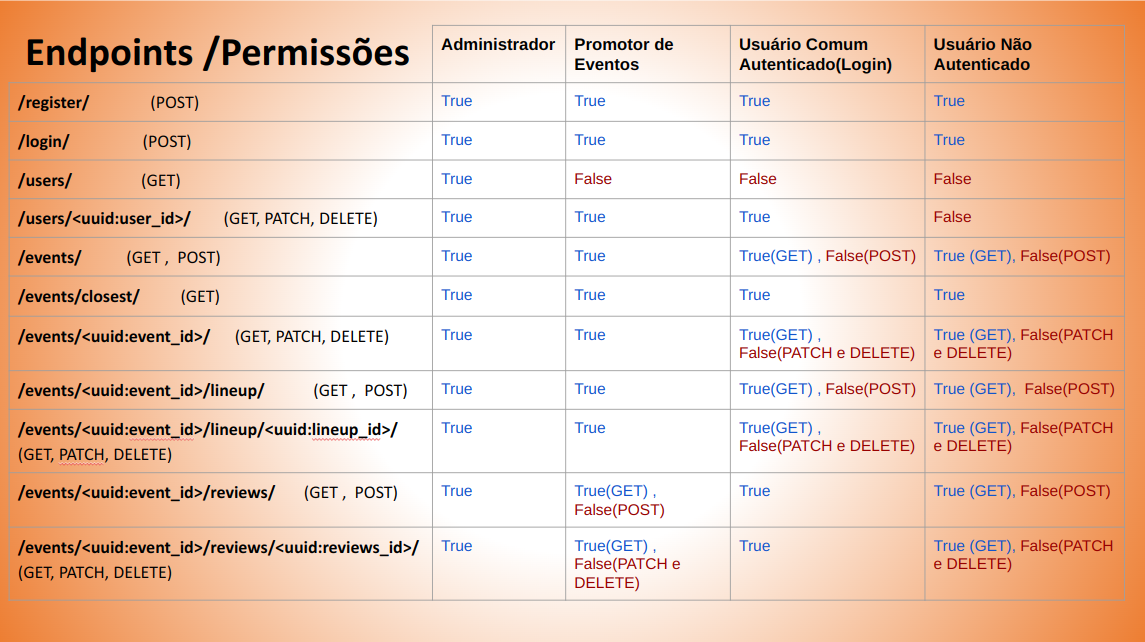 Endpoints /Permissões
Administrador
Promotor de
Eventos
Usuário Comum
Autenticado(Login)
Usuário Não
Autenticado
/register/ (POST)
True
True
True
True
/login/ (POST)
True
True
True
True
/users/ (GET)
True
False
False
False
/users/<uuid:user_id>/ (GET, PATCH, DELETE)
True
True
True
False
/events/ (GET , POST)
True
True
True(GET) , False(POST)
True (GET), False(POST)
/events/closest/ (GET)
True
True
True
True
/events/<uuid:event_id>/ (GET, PATCH, DELETE)
True
True
True(GET) ,
False(PATCH e DELETE)
True (GET), False(PATCH
e DELETE)
/events/<uuid:event_id>/lineup/ (GET , POST)
True
True
True(GET) , False(POST)
True (GET), False(POST)
/events/<uuid:event_id>/lineup/<uuid:lineup_id>/
(GET, PATCH, DELETE)
True
True
True(GET) ,
False(PATCH e DELETE)
True (GET), False(PATCH
e DELETE)
/events/<uuid:event_id>/reviews/ (GET , POST)
True
True(GET) ,
False(POST)
True
True (GET), False(POST)
/events/<uuid:event_id>/reviews/<uuid:reviews_id>/
(GET, PATCH, DELETE)
True
True(GET) ,
False(PATCH e
DELETE)
True
True (GET), False(PATCH
e DELETE)